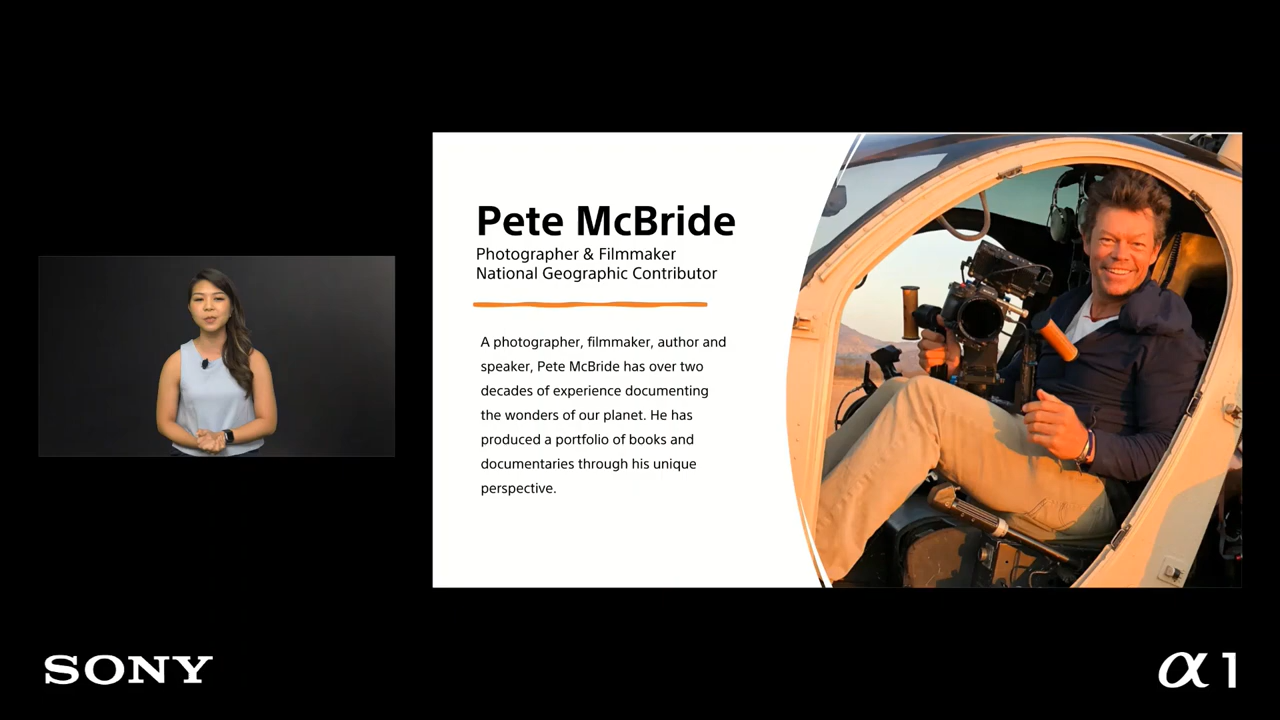 Pete McBride
Photographer & Filmmaker
National Geographic Contributor
A photographer, filmmaker, author and
speaker, Pete McBride has over two
decades of experience documenting
the wonders of our planet. He has
produced a portfolio of books and
documentaries through his unique
perspective.
SONY
α1